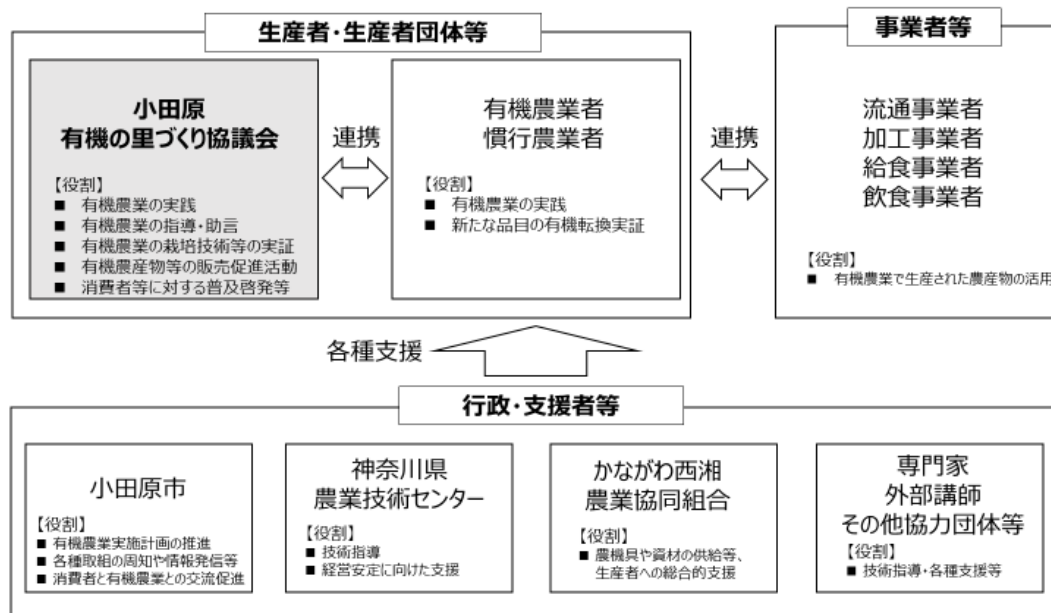 生産者・生産者団体等
小田原
有機の里づくり協議会
【役割】
■ 有機農業の実践
■ 有機農業の指導・助言
■ 有機農業の栽培技術等の実証
■ 有機農産物等の販売促進活動
■ 消費者等に対する普及啓発等
連携
有機農業者
慣行農業者
【役割】
■ 有機農業の実践
■ 新たな品目の有機転換実証
連携
事業者等
流通事業者
加工事業者
給食事業者
飲食事業者
【役割】
■ 有機農業で生産された農産物の活用
各種支援
行政・支援者等
小田原市
【役割】
■ 有機農業実施計画の推進
■ 各種取組の周知や情報発信等
■ 消費者と有機農業との交流促進
神奈川県
農業技術センター
【役割】
■ 技術指導
■ 経営安定に向けた支援
かながわ西湘
農業協同組合
【役割】
■ 農機具や資材の供給等、
生産者への総合的支援
専門家
外部講師
その他協力団体等
【役割】
■ 技術指導・各種支援等